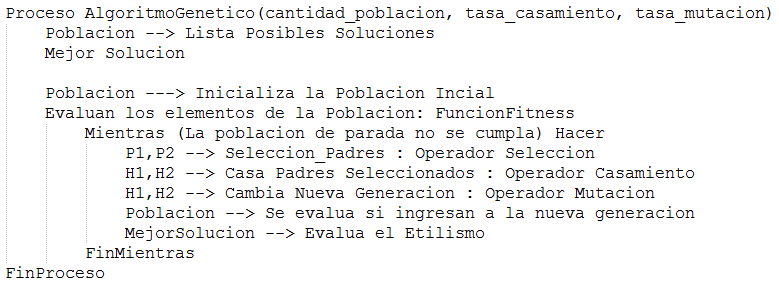 Proceso AlgoritmoGenetico(cantidad_poblacion, tasa_casamiento, tasa_mutacion)
Poblacion --> Lista Posibles Soluciones
Mejor Solucion
Poblacion ---> Inicializa la Poblacion Incial
Evaluan los elementos de la Poblacion: FuncionFitness
Mientras (La poblacion de parada no se cumpla) Hacer
P1,P2 --> Seleccion_Padres : Operador Seleccion
H1,H2 --> Casa Padres Seleccionados : Operador Casamiento
H1,H2 --> Cambia Nueva Generacion : Operador Mutacion
Poblacion --> Se evalua si ingresan a la nueva generacion
MejorSolucion --> Evalua el Etilismo
FinMientras
FinProceso